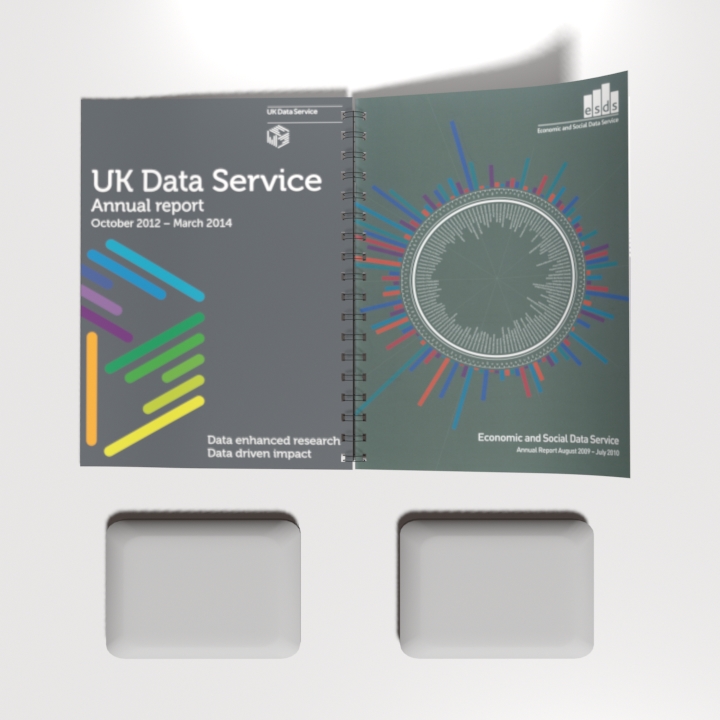 UK Data Service
UK Data Service
Annual report
October 2012 – March 2014
Data enhanced research
Data driven impact
esds
Economic and Social Data Service
Economic and Social Data Service
Annual Report August 2009 – July 2010